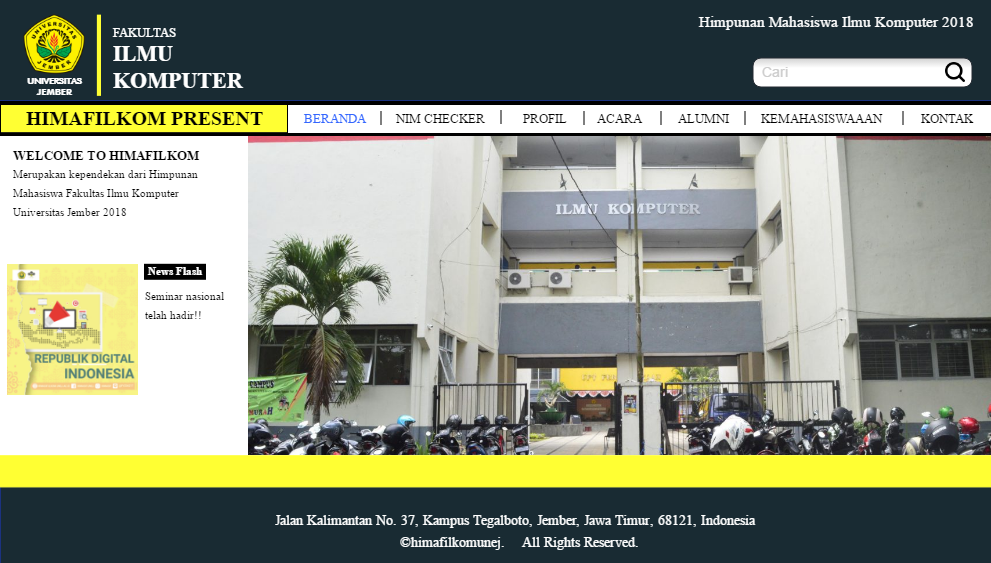 Himpunan Mahasiswa Ilmu Komputer 2018
UNIVERSITAS
JEMBER
FAKULTAS
ILMU
KOMPUTER
Cari
HIMAFILKOM PRESENT
BERANDA | NIM CHECKER | PROFIL | ACARA | ALUMNI | KEMAHASISWAAAN | KONTAK
WELCOME TO HIMAFILKOM
Merupakan kependekan dari Himpunan
Mahasiswa Fakultas Ilmu Komputer
Universitas Jember 2018
REPUBLIK DIGITAL
INDONESIA
News Flash
Seminar nasional
telah hadir!!
ILMU KOMPUTER
Jalan Kalimantan No. 37, Kampus Tegalboto, Jember, Jawa Timur, 68121, Indonesia
©himafilkomunej. All Rights Reserved.